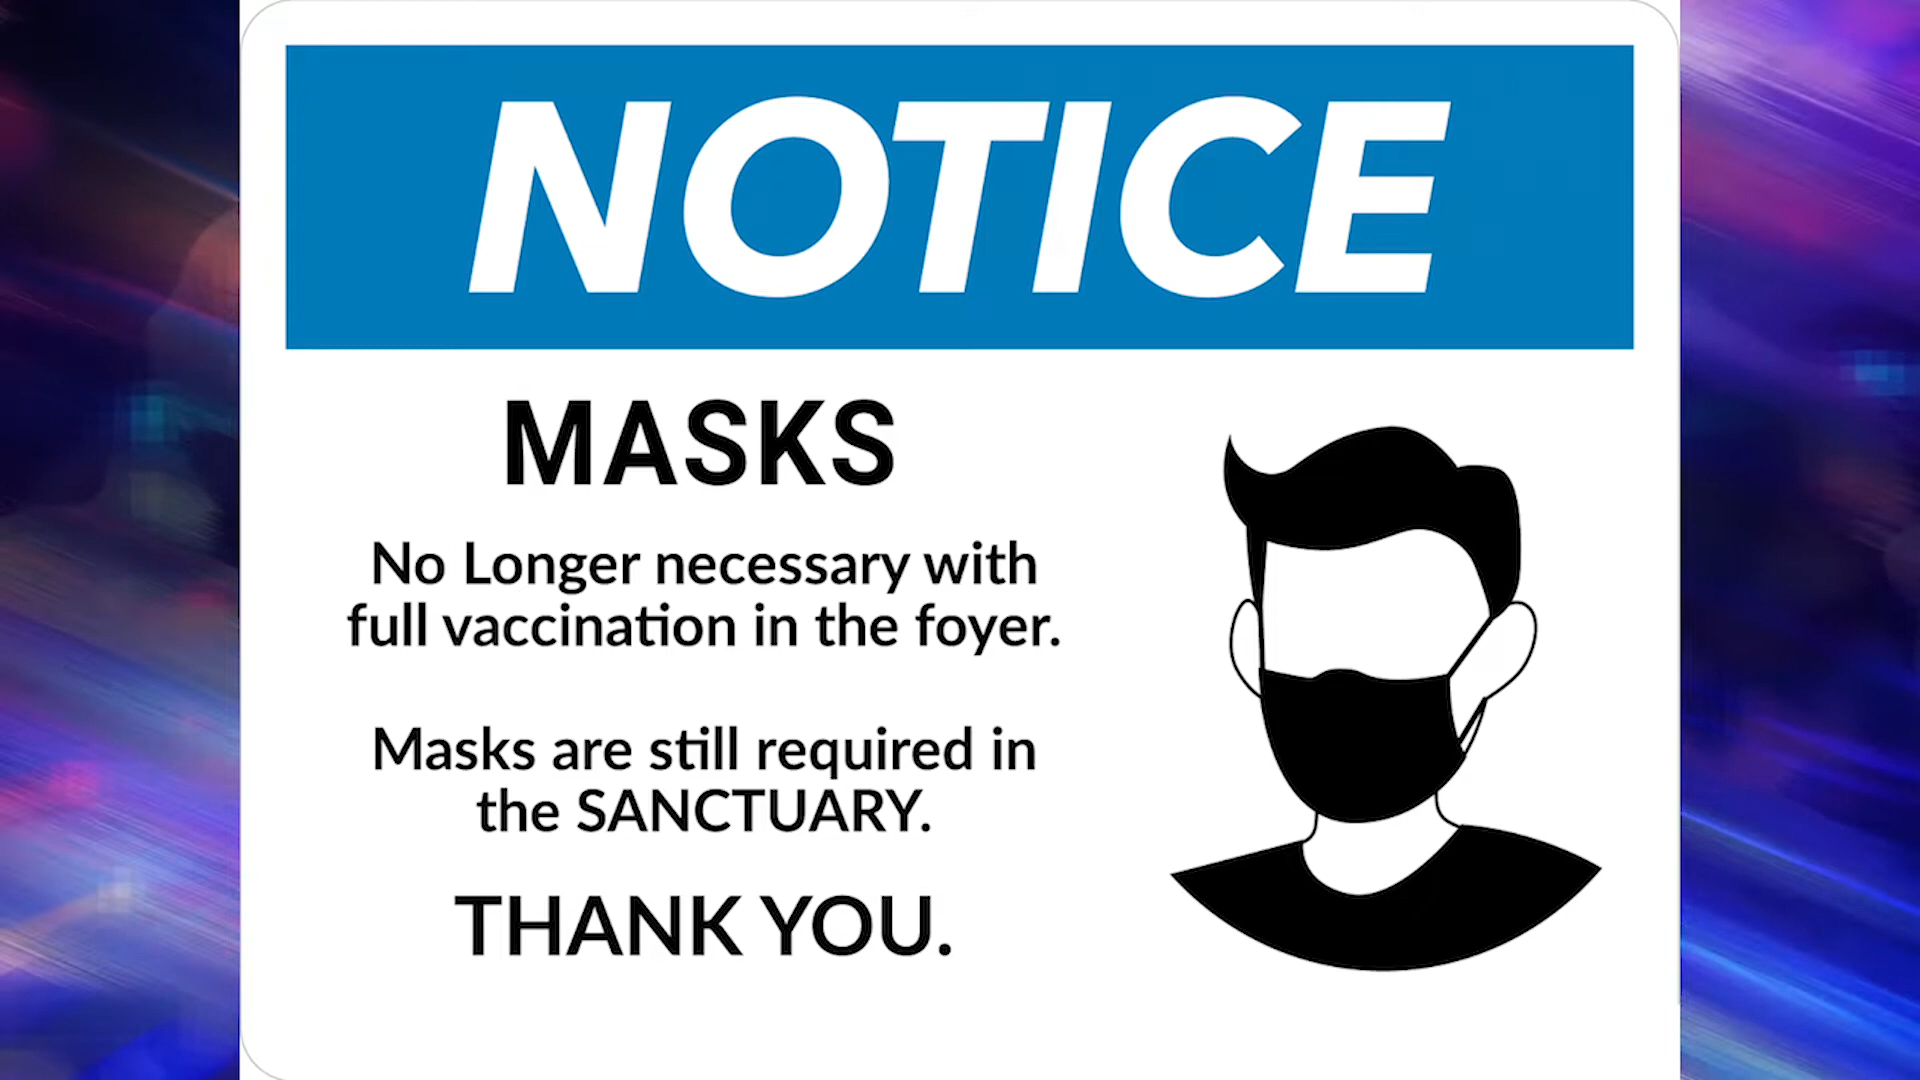 NOTICE
MASKS
No Longer necessary with
full vaccination in the foyer.
Masks are still required in
the SANCTUARY.
THANK YOU.